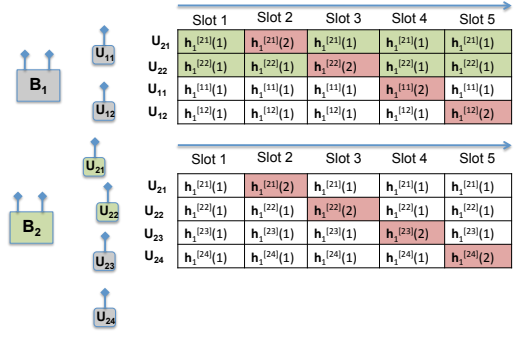 Slot 1 Slot 2 Slot 3 Slot 4 Slot 5
U21 h1[21](1) h1[21](2) h1[21](1) h1[21](1) h1[21](1)
U22 h1[22](1) h1[22](1) h1[22](2) h1[22](1) h1[22](1)
U11 h1[11](1) h1[11](1) h1[11](1) h1[11](2) h1[11](1)
U12 h1[12](1) h1[12](1) h1[12](1) h1[12](1) h1[12](2)
B1
U11
U12
U21
U22
B2
U23
U24
Slot 1 Slot 2 Slot 3 Slot 4 Slot 5
U21 h1[21](1) h1[21](2) h1[21](1) h1[21](1) h1[21](1)
U22 h1[22](1) h1[22](1) h1[22](2) h1[22](1) h1[22](1)
U23 h1[23](1) h1[23](1) h1[23](1) h1[23](2) h1[23](1)
U24 h1[24](1) h1[24](1) h1[24](1) h1[24](1) h1[24](2)